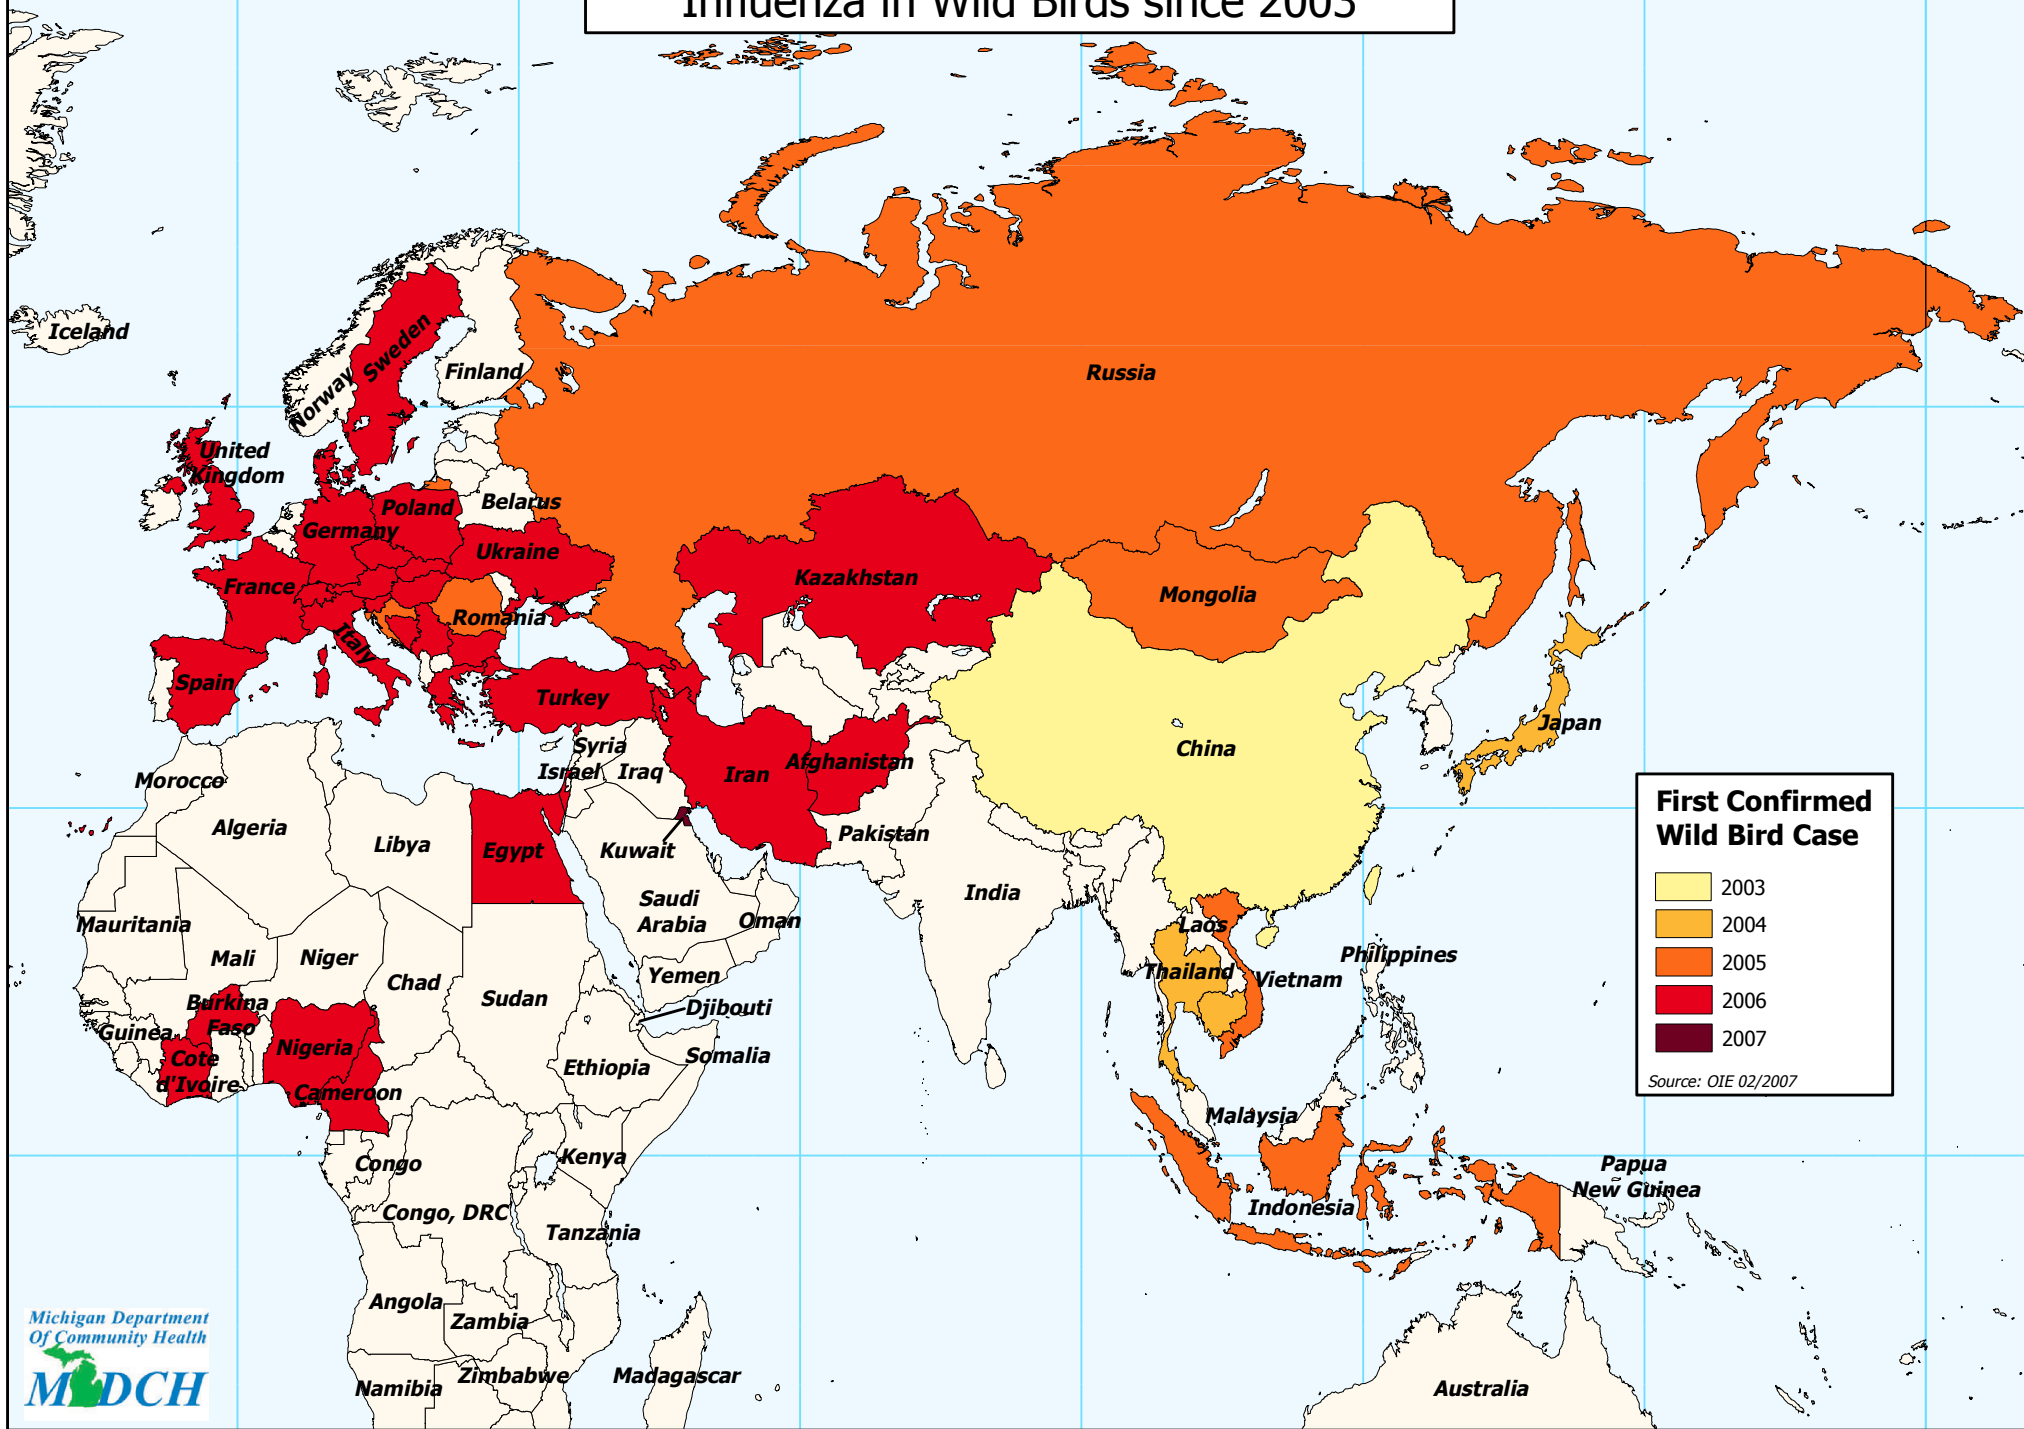 Influenza in Wild Birds since 2003
Iceland
Norway
Sweden
Finland
Russia
United
Kingdom
Belarus
Poland
Germany
Ukraine
France
Kazakhstan
Mongolia
Romania
Italy
Spain
Turkey
Japan
China
Syria
Israel
Iraq
Iran
Afghanistan
Morocco
Algeria
Libya
Egypt
Kuwait
Pakistan
India
Saudi
Arabia
Oman
Yemen
Mauritania
Mali
Niger
Chad
Sudan
Djibouti
Burkina
Faso
Guinea
Cote
d'Ivoire
Nigeria
Cameroon
Ethiopia
Somalia
Laos
Thailand
Vietnam
Philippines
Malaysia
Indonesia
Papua
New Guinea
Congo
Kenya
Congo, DRC
Tanzania
Angola
Zambia
Zimbabwe
Namibia
Madagascar
Australia
First Confirmed
Wild Bird Case
2003
2004
2005
2006
2007
Source: OIE 02/2007
Michigan Department
Of Community Health
MDCH